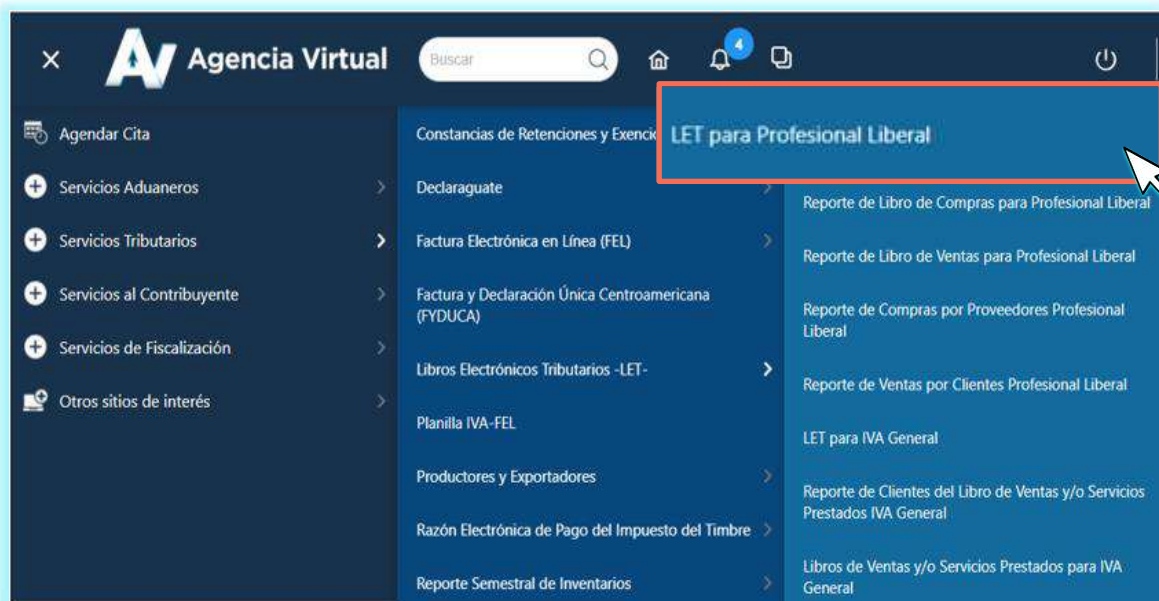 Agencia Virtual
Buscar
4
Agendar Cita
Servicios Aduaneros
Servicios Tributarios
Servicios al Contribuyente
Servicios de Fiscalización
Otros sitios de interés
Constancias de Retenciones y
Declaraguate
Factura Electrónica en Línea (FEL)
Factura y Declaración Única Centroamericana
(FYDUCA)
Libros Electrónicos Tributarios -LET-
Planilla IVA-FEL
Productores y Exportadores
Razón Electrónica de Pago del Impuesto del Timbre
Reporte Semestral de Inventarios
LET para Profesional Liberal
Reporte de Libro de Compras para Profesional Liberal
Reporte de Libro de Ventas para Profesional Liberal
Reporte de Compras por Proveedores Profesional
Liberal
Reporte de Ventas por Clientes Profesional Liberal
LET para IVA General
Reporte de Clientes del Libro de Ventas y/o Servicios
Prestados IVA General
Libros de Ventas y/o Servicios Prestados para IVA
General